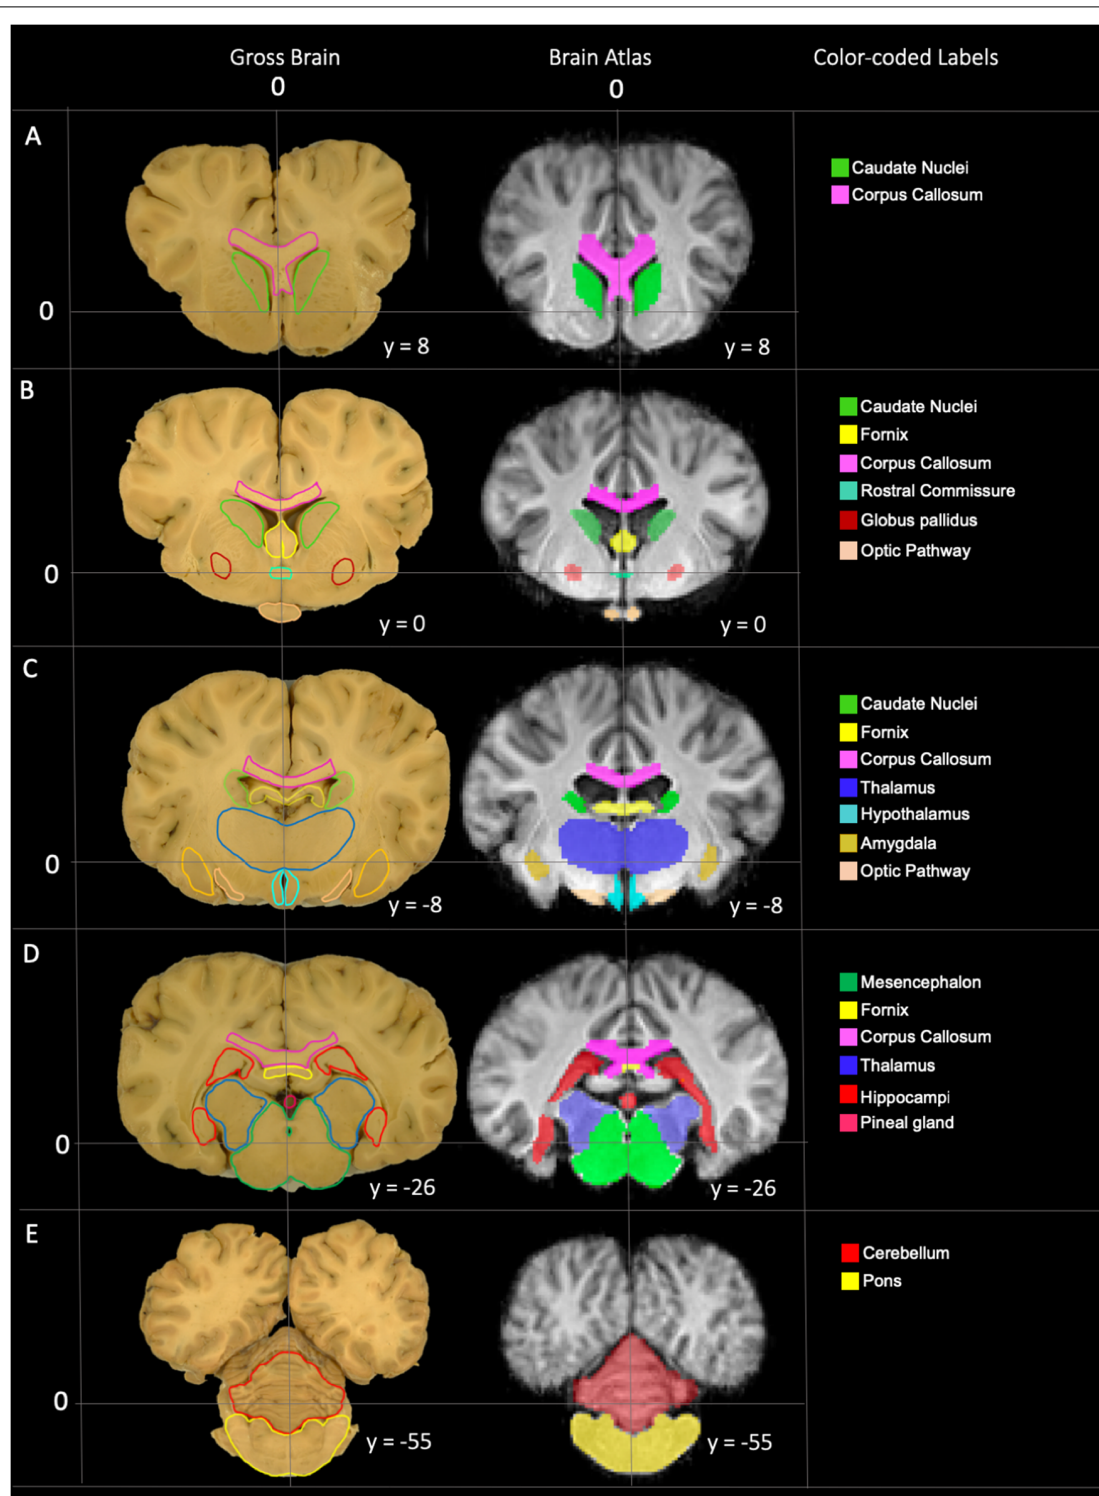 Gross Brain Brain Atlas Color-coded Labels
0 0
A
Caudate Nuclei
Corpus Callosum
0
y = 8 y = 8
B
Caudate Nuclei
Fornix
Corpus Callosum
Rostral Commissure
Globus pallidus
Optic Pathway
0
y = 0 y = 0
C
Caudate Nuclei
Fornix
Corpus Callosum
Thalamus
Hypothalamus
Amygdala
Optic Pathway
0
y = -8 y = -8
D
Mesencephalon
Fornix
Corpus Callosum
Thalamus
Hippocampi
Pineal gland
0
y = -26 y = -26
E
Cerebellum
Pons
0
y = -55 y = -55